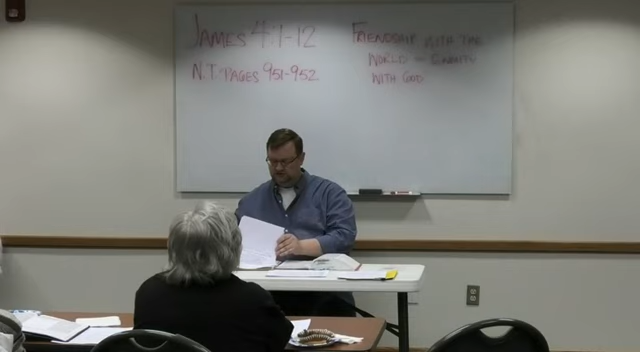 JAMES 4:1-12
N.T. PAGES 951-952
FRIENDSHIP WITH THE
WORLD = ENMITY
WITH GOD